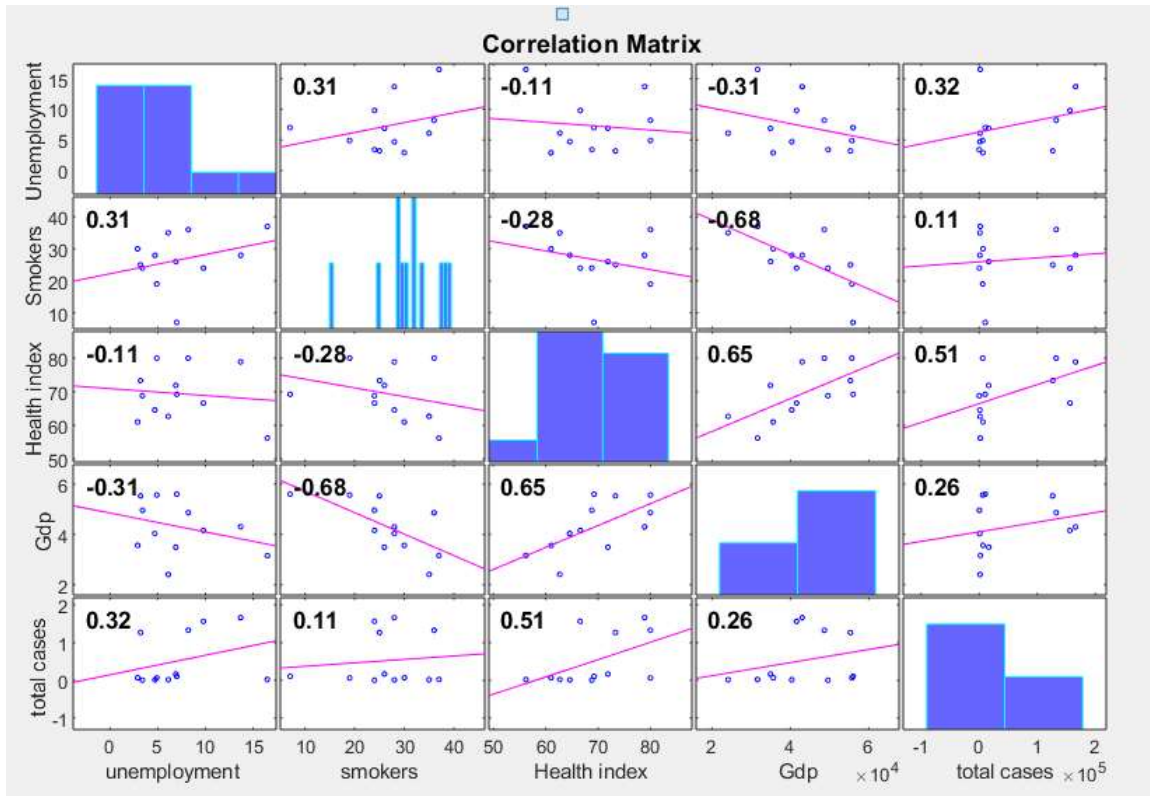 Correlation Matrix
Unemployment
15
10
5
0
0.31
-0.11
-0.31
0.32
Smokers
40
30
20
10
0.31
-0.28
-0.68
0.11
Health index
80
70
60
50
-0.11
-0.28
0.65
0.51
Gdp
6
4
2
-0.31
-0.68
0.65
0.26
total cases
2
1
0
-1
0.32
0.11
0.51
0.26
0 5 10 15
10 20 30 40
50 60 70 80
2 4 6
-1 0 1 2
unemployment
smokers
Health index
Gdp ×10^4
total cases ×10^5